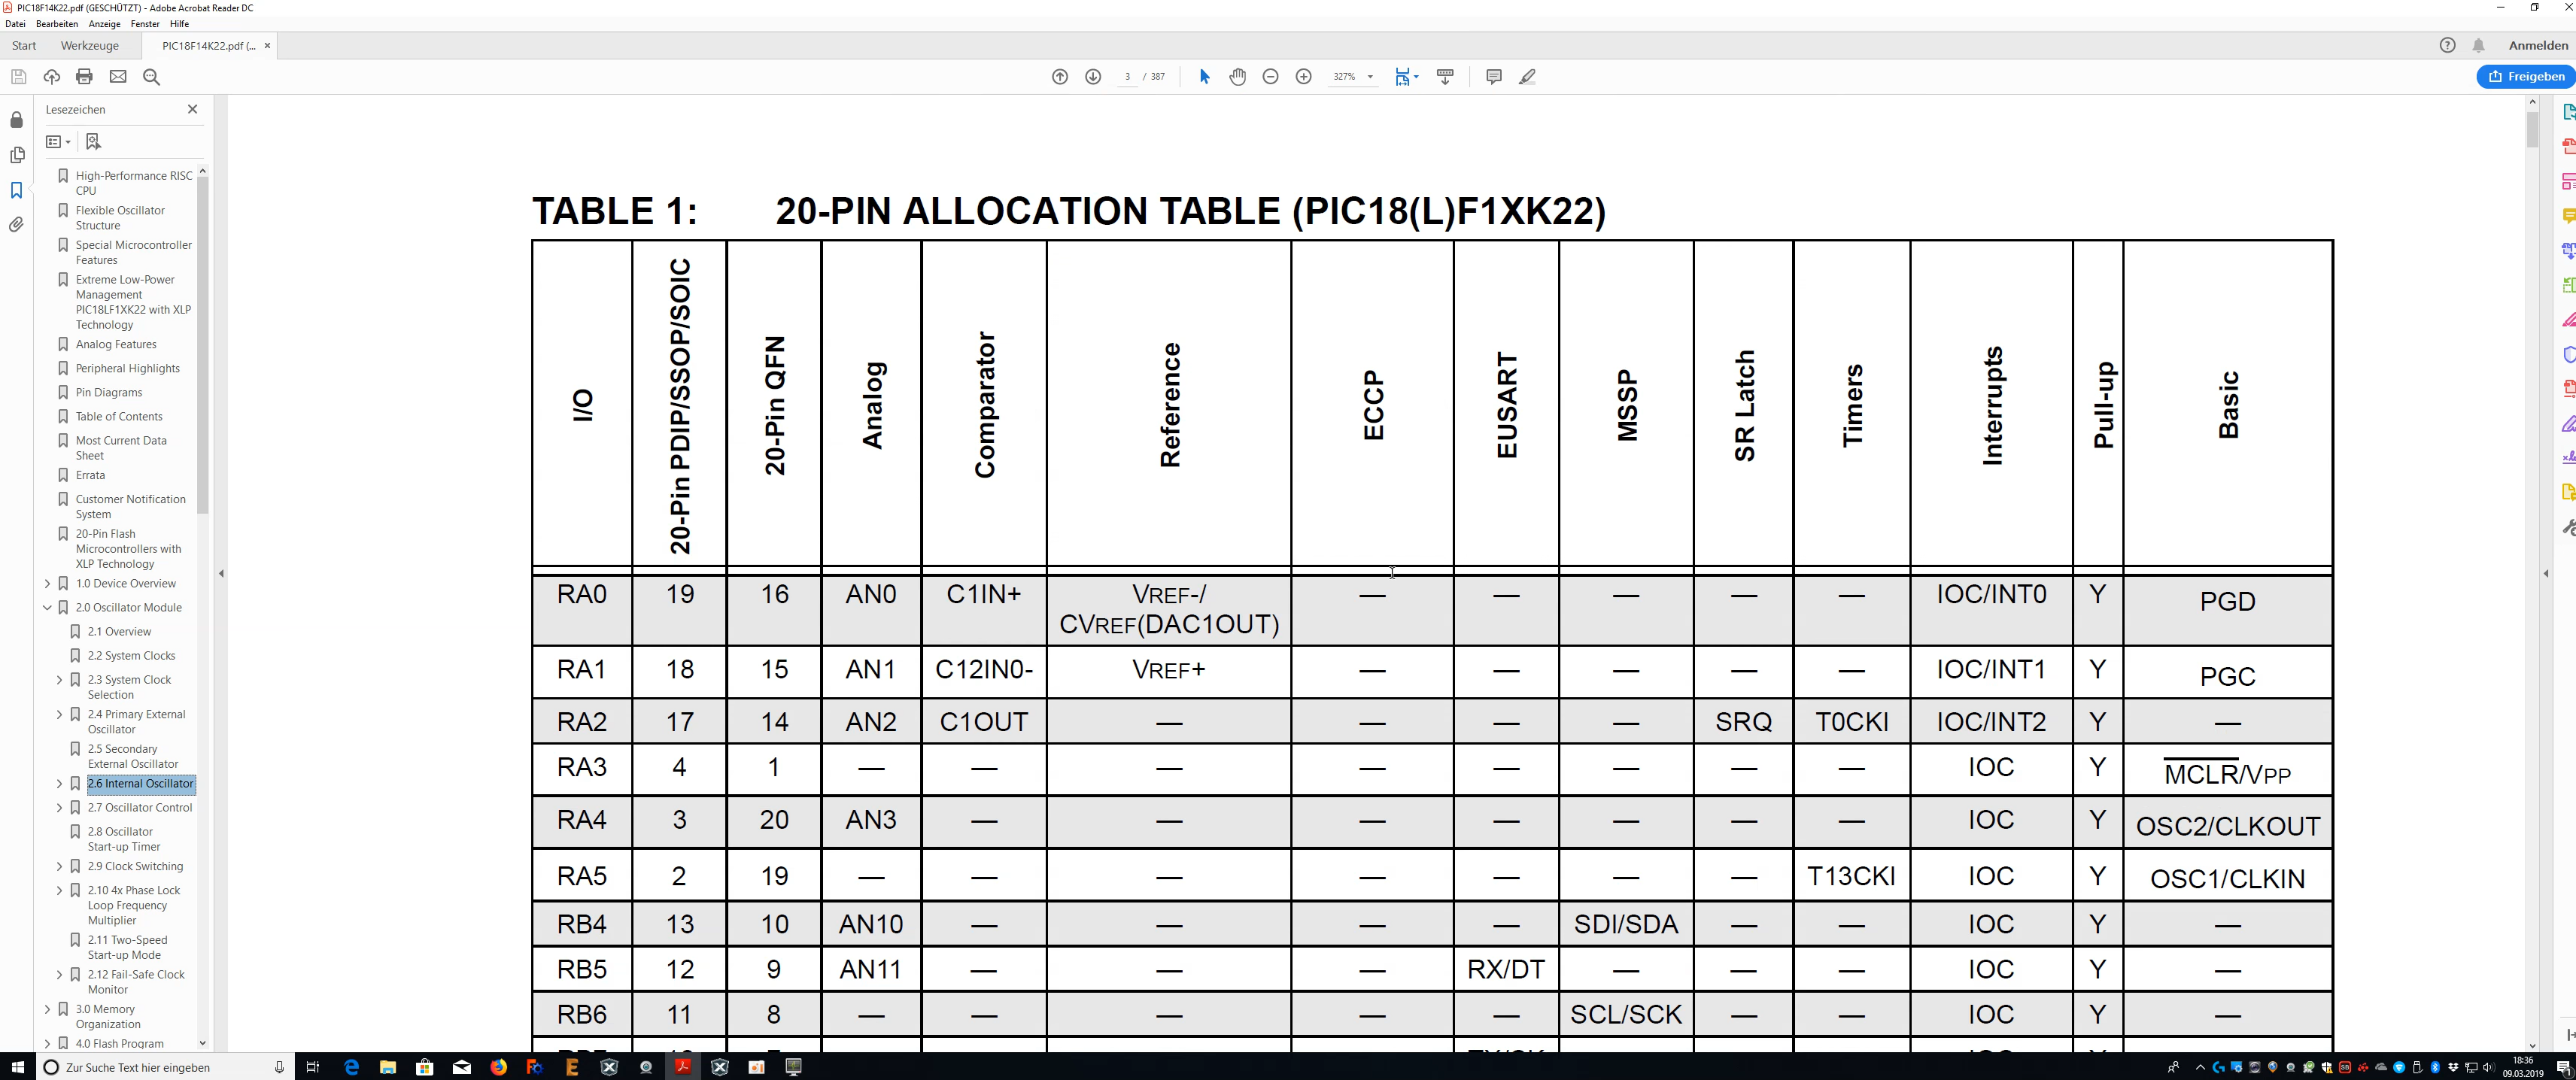 PIC18F14K22.pdf (GESCHÜTZT) - Adobe Acrobat Reader DC
Datei Bearbeiten Anzeige Fenster Hilfe
Start Werkzeuge PIC18F14K22.pdf (... × Anmelden
3 / 387 327% Freigeben
Lesezeichen
High-Performance RISC
CPU
Flexible Oscillator
Structure
Special Microcontroller
Features
Extreme Low-Power
Management
PIC18LF1XK22 with XLP
Technology
Analog Features
Peripheral Highlights
Pin Diagrams
Table of Contents
Most Current Data
Sheet
Errata
Customer Notification
System
20-Pin Flash
Microcontrollers with
XLP Technology
1.0 Device Overview
2.0 Oscillator Module
2.1 Overview
2.2 System Clocks
2.3 System Clock
Selection
2.4 Primary External
Oscillator
2.5 Secondary
External Oscillator
2.6 Internal Oscillator
2.7 Oscillator Control
2.8 Oscillator
Start-up Timer
2.9 Clock Switching
2.10 4x Phase Lock
Loop Frequency
Multiplier
2.11 Two-Speed
Start-up Mode
2.12 Fail-Safe Clock
Monitor
3.0 Memory
Organization
4.0 Flash Program
TABLE 1: 20-PIN ALLOCATION TABLE (PIC18(L)F1XK22)
I/O 20-Pin PDIP/SSOP/SOIC 20-Pin QFN Analog Comparator Reference ECCP EUSART MSSP SR Latch Timers Interrupts Pull-up Basic
RA0 19 16 AN0 C1IN+ VREF-/ — — — — — IOC/INT0 Y PGD
CVREF(DAC1OUT)
RA1 18 15 AN1 C12IN0- VREF+ — — — — — IOC/INT1 Y PGC
RA2 17 14 AN2 C1OUT — — — — SRQ T0CKI IOC/INT2 Y —
RA3 4 1 — — — — — — — — IOC Y MCLR/VPP
RA4 3 20 AN3 — — — — — — — IOC Y OSC2/CLKOUT
RA5 2 19 — — — — — — — T13CKI IOC Y OSC1/CLKIN
RB4 13 10 AN10 — — — — SDI/SDA — — IOC Y —
RB5 12 9 AN11 — — — RX/DT — — — IOC Y —
RB6 11 8 — — — — — SCL/SCK — — IOC Y —
Zur Suche Text hier eingeben
18:36
09.03.2019